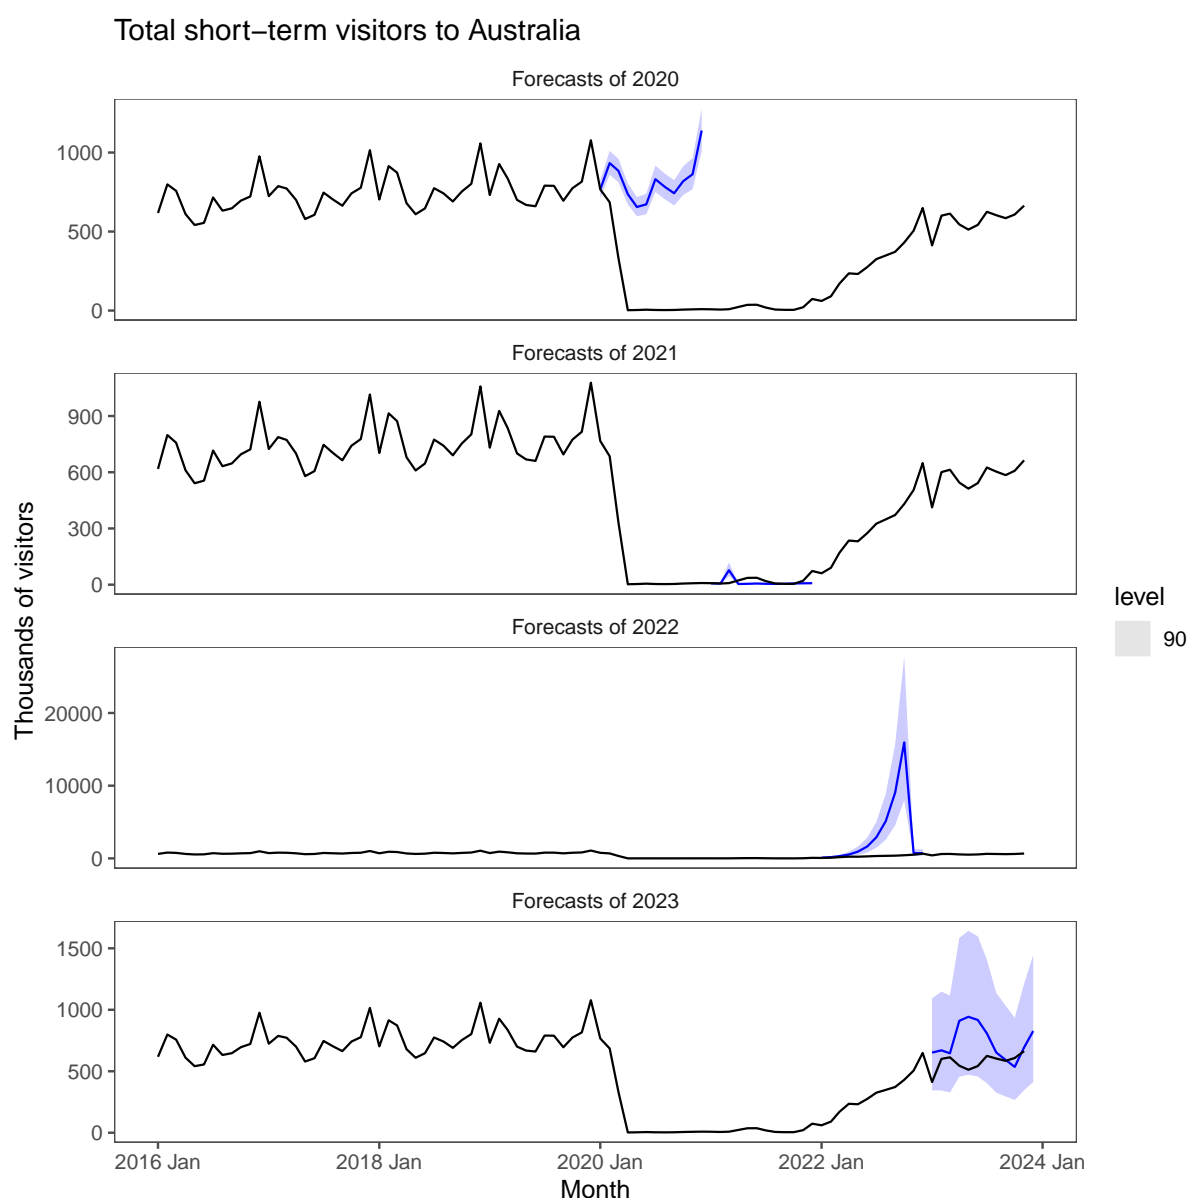 Total short−term visitors to Australia
Forecasts of 2020
1000
500
0
Forecasts of 2021
900
600
300
0
Forecasts of 2022
20000
10000
0
Forecasts of 2023
1500
1000
500
0
2016 Jan
2018 Jan
2020 Jan
2022 Jan
2024 Jan
Month
Thousands of visitors
level
90